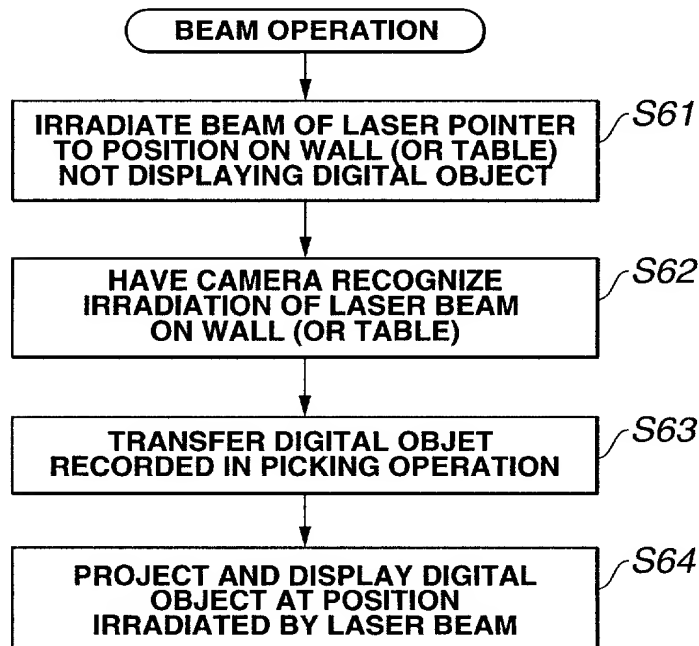 BEAM OPERATION
S61
IRRADIATE BEAM OF LASER POINTER
TO POSITION ON WALL (OR TABLE)
NOT DISPLAYING DIGITAL OBJECT
S62
HAVE CAMERA RECOGNIZE
IRRADIATION OF LASER BEAM
ON WALL (OR TABLE)
S63
TRANSFER DIGITAL OBJET
RECORDED IN PICKING OPERATION
S64
PROJECT AND DISPLAY DIGITAL
OBJECT AT POSITION
IRRADIATED BY LASER BEAM